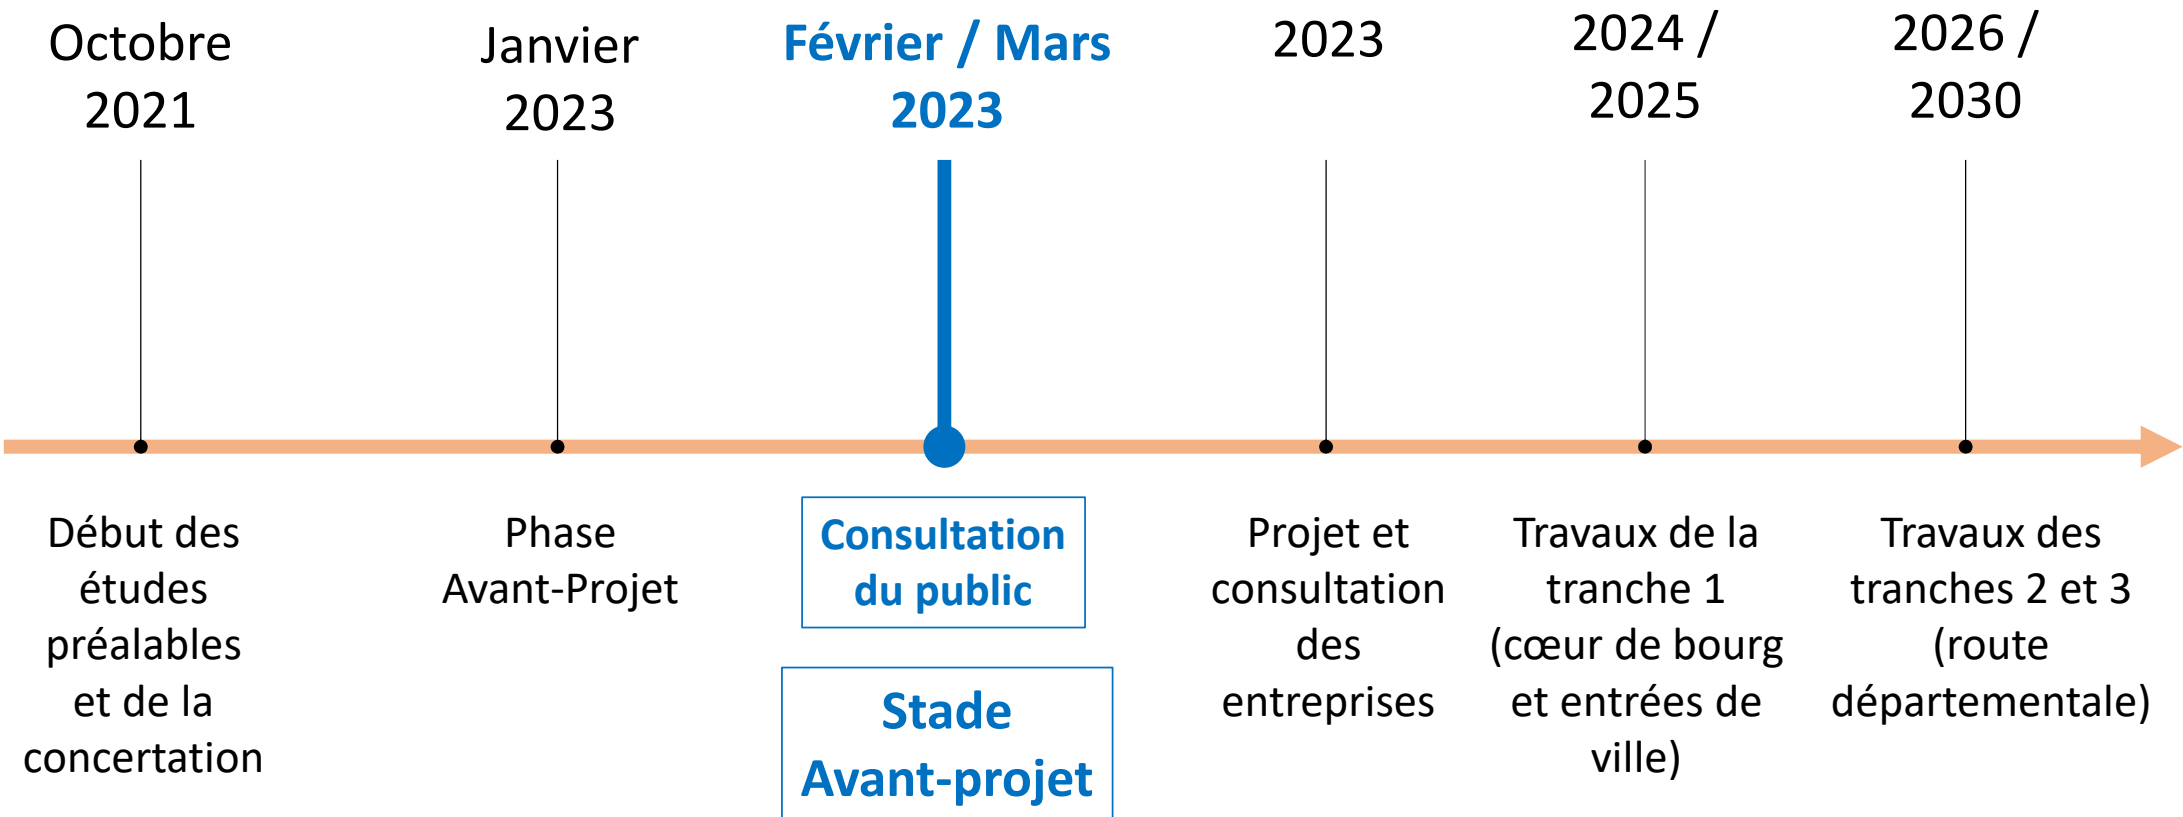 Octobre
2021
Janvier
2023
Février / Mars
2023
2023
2024 /
2025
2026 /
2030
Début des
études
préalables
et de la
concertation
Phase
Avant-Projet
Consultation
du public
Stade
Avant-projet
Projet et
consultation
des
entreprises
Travaux de la
tranche 1
(cœur de bourg
et entrées de
ville)
Travaux des
tranches 2 et 3
(route
départementale)